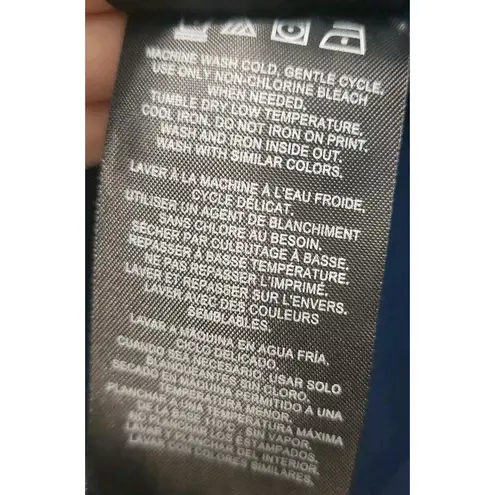 MACHINE WASH COLD, GENTLE CYCLE.
USE ONLY NON-CHLORINE BLEACH
WHEN NEEDED.
TUMBLE DRY LOW TEMPERATURE.
COOL IRON. DO NOT IRON ON PRINT.
WASH AND IRON INSIDE OUT.
WASH WITH SIMILAR COLORS.
LAVER À LA MACHINE À L'EAU FROIDE,
CYCLE DÉLICAT.
UTILISER UN AGENT DE BLANCHIMENT
SANS CHLORE AU BESOIN.
SÉCHER PAR CULBUTAGE À BASSE.
REPASSER À BASSE TEMPÉRATURE.
NE PAS REPASSER L'IMPRIMÉ.
LAVER ET REPASSER SUR L'ENVERS.
LAVER AVEC DES COULEURS
SEMBLABLES.
LAVAR A MÁQUINA EN AGUA FRÍA,
CICLO DELICADO.
CUANDO SEA NECESARIO, USAR SOLO
BLANQUEANTES SIN CLORO.
SECADO EN MAQUINA PERMITIDO A UNA
TEMPERATURA MENOR.
PLANCHAR A UNA TEMPERATURA MÁXIMA
DE LA BASE 110°C - SIN VAPOR.
NO PLANCHAR ESTAMPADOS.
LAVAR Y PLANCHAR DEL INTERIOR.
LAVAR CON COLORES SIMILARES.